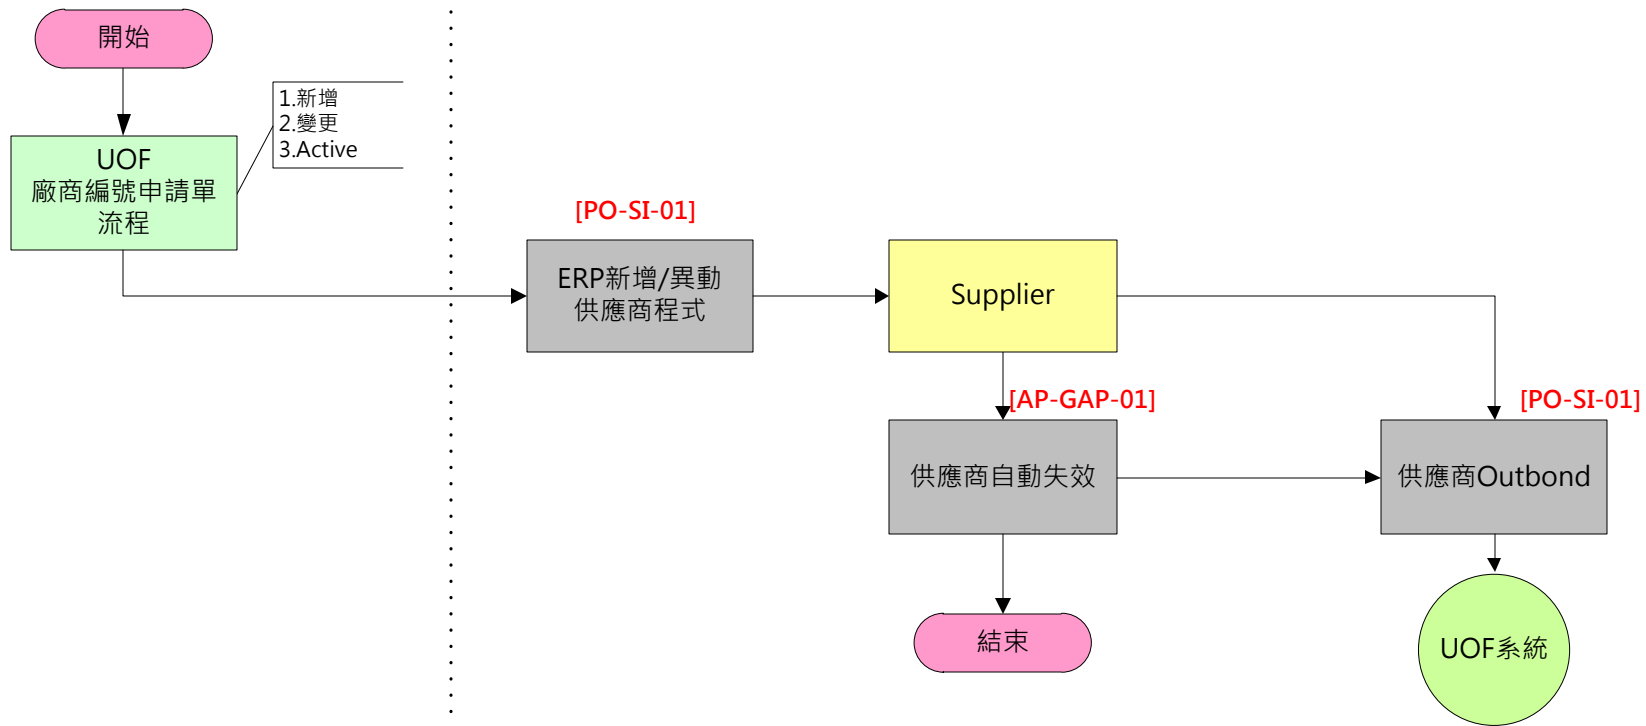 開始
1.新增
2.變更
3.Active
UOF
廠商編號申請單
流程
[PO-SI-01]
ERP新增/異動
供應商程式
Supplier
[AP-GAP-01]
[PO-SI-01]
供應商自動失效
供應商Outbond
結束
UOF系統